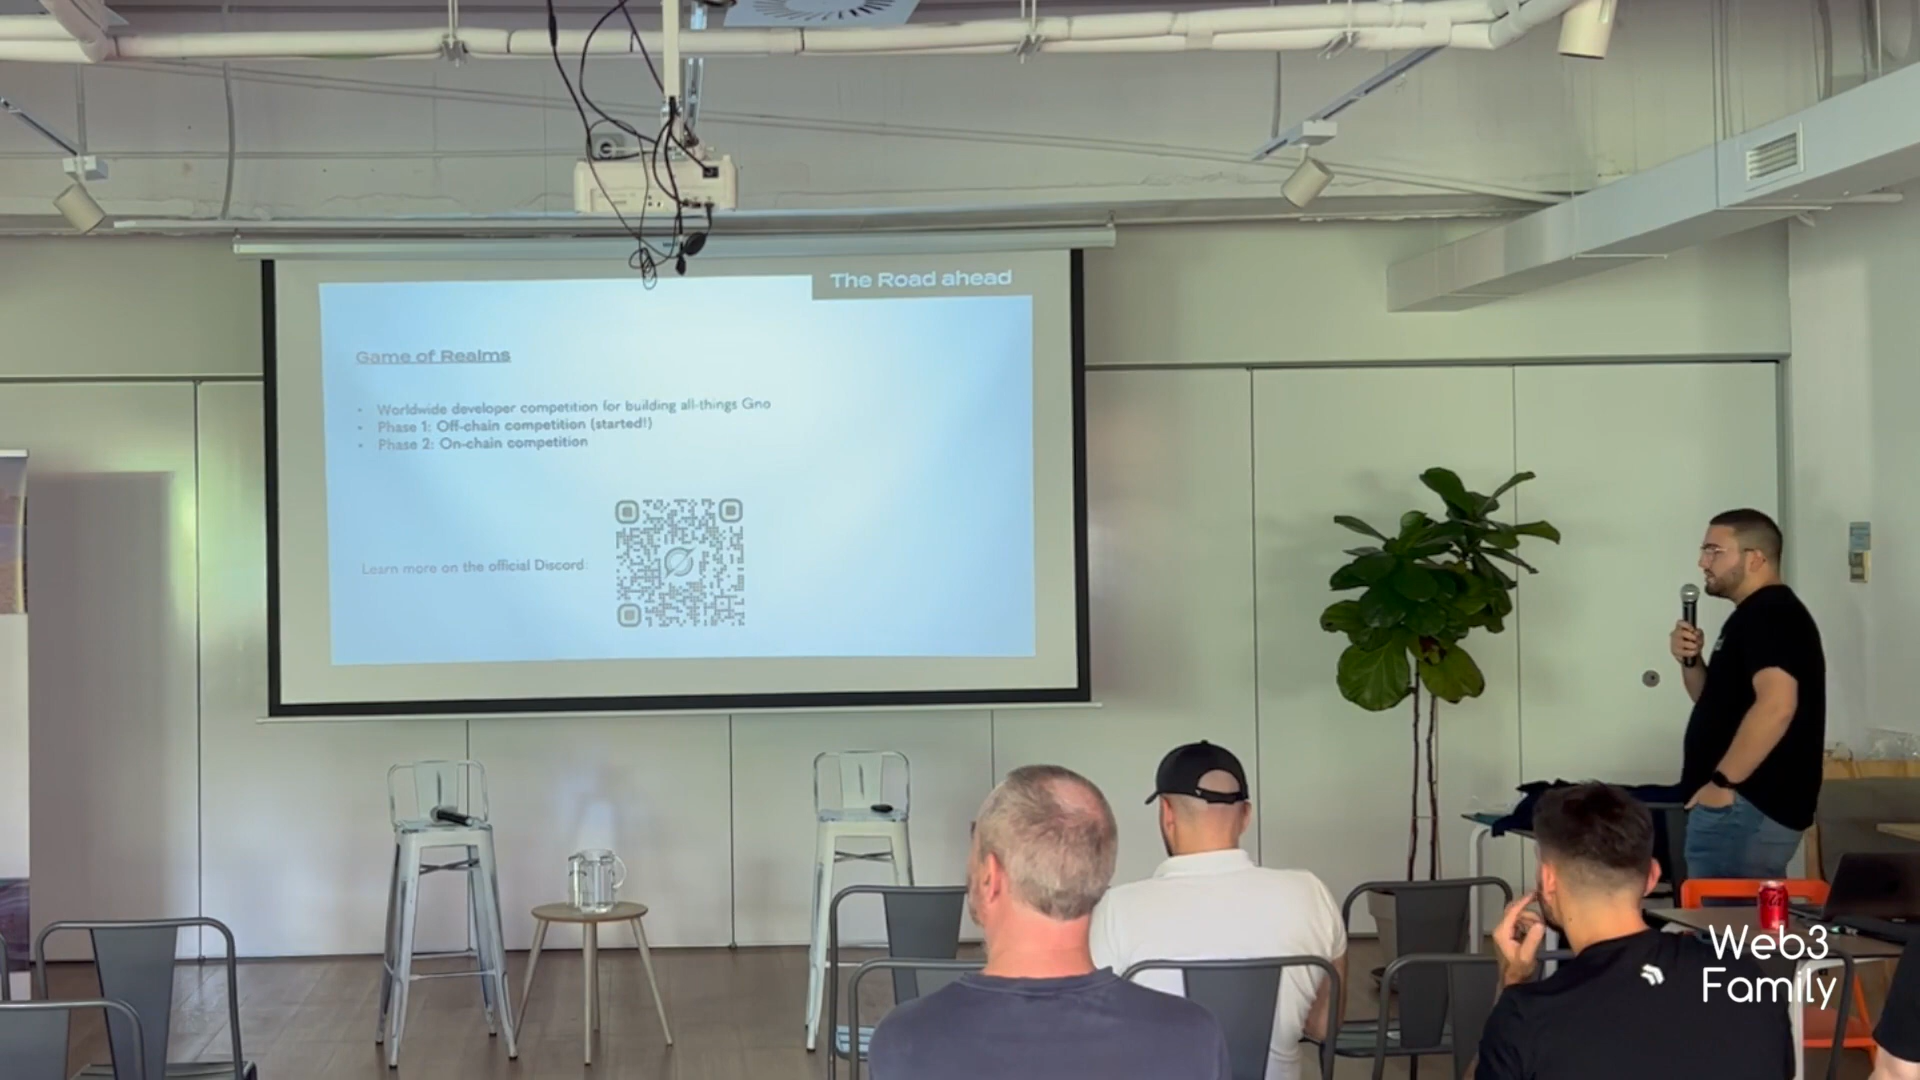 The Road ahead
Game of Realms
• Worldwide developer competition for building all-things Gno
• Phase 1: Off-chain competition (started!)
• Phase 2: On-chain competition
Learn more on the official Discord:
Web3
Family